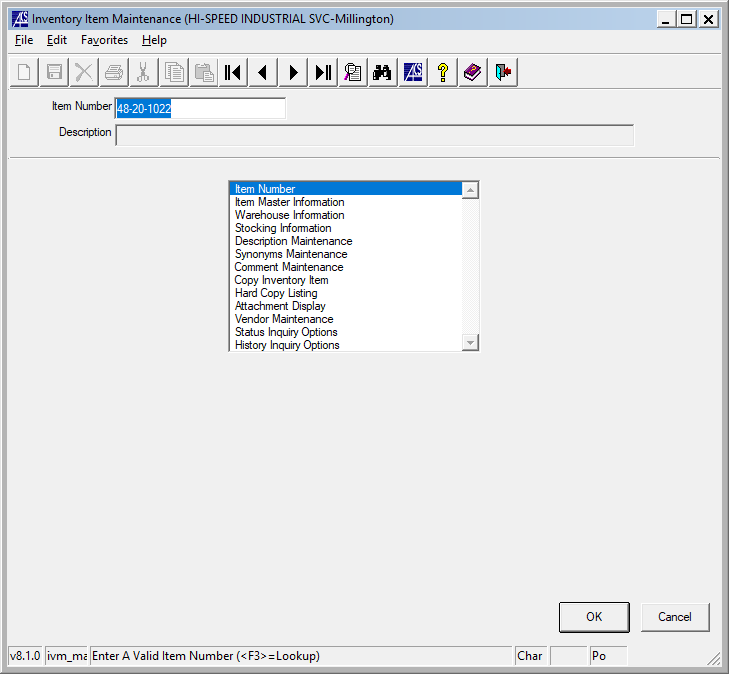 Inventory Item Maintenance (HI-SPEED INDUSTRIAL SVC-Millington)
File Edit Favorites Help
Item Number 48-20-1022
Description
Item Number
Item Master Information
Warehouse Information
Stocking Information
Description Maintenance
Synonyms Maintenance
Comment Maintenance
Copy Inventory Item
Hard Copy Listing
Attachment Display
Vendor Maintenance
Status Inquiry Options
History Inquiry Options
OK Cancel
v8.1.0 ivm_ma Enter A Valid Item Number (<F3>=Lookup) Char Po